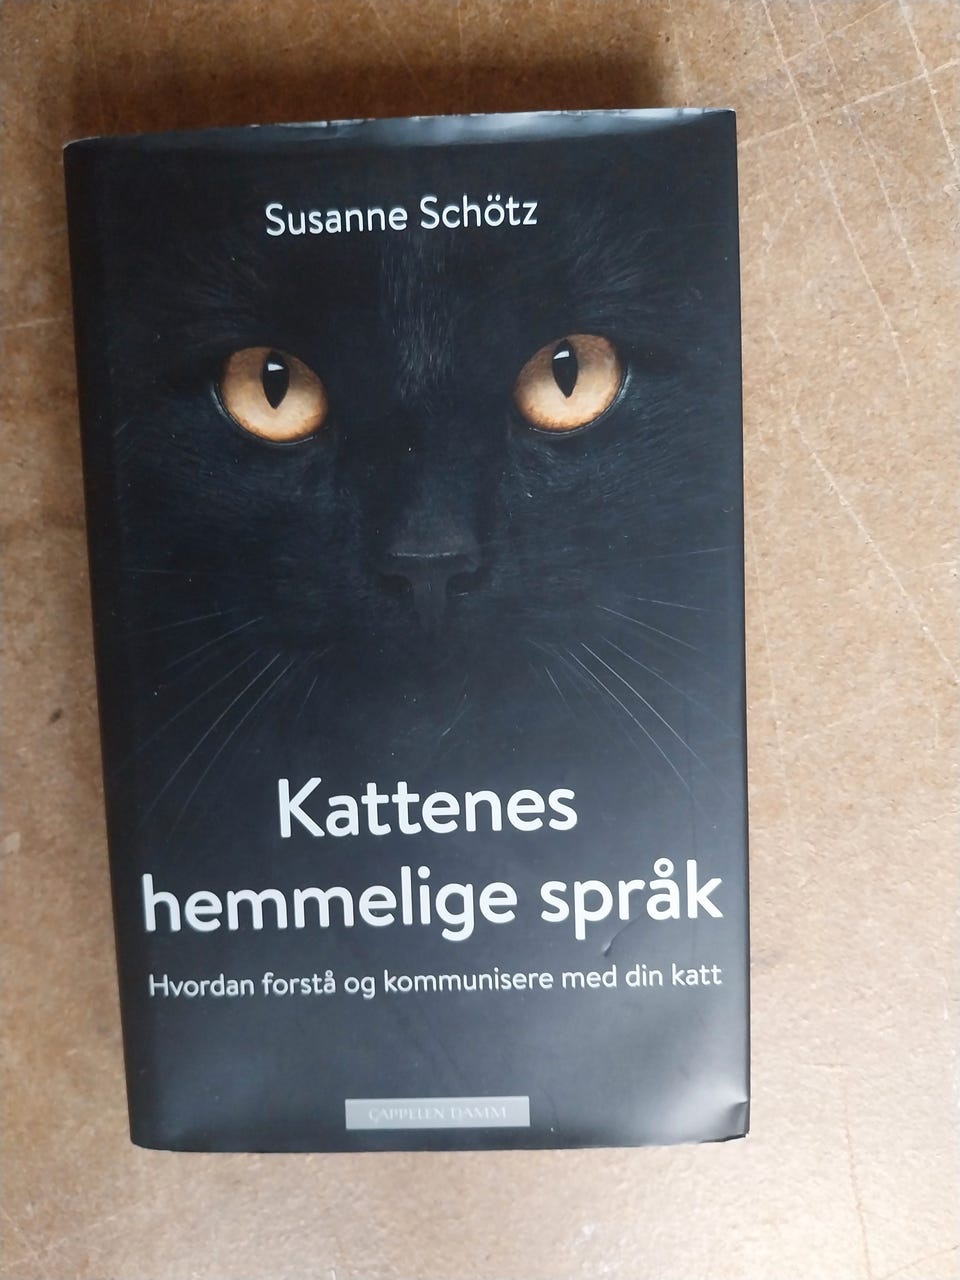 Susanne Schötz
Kattenes
hemmelige språk
Hvordan forstå og kommunisere med din katt
CAPPELEN DAMM